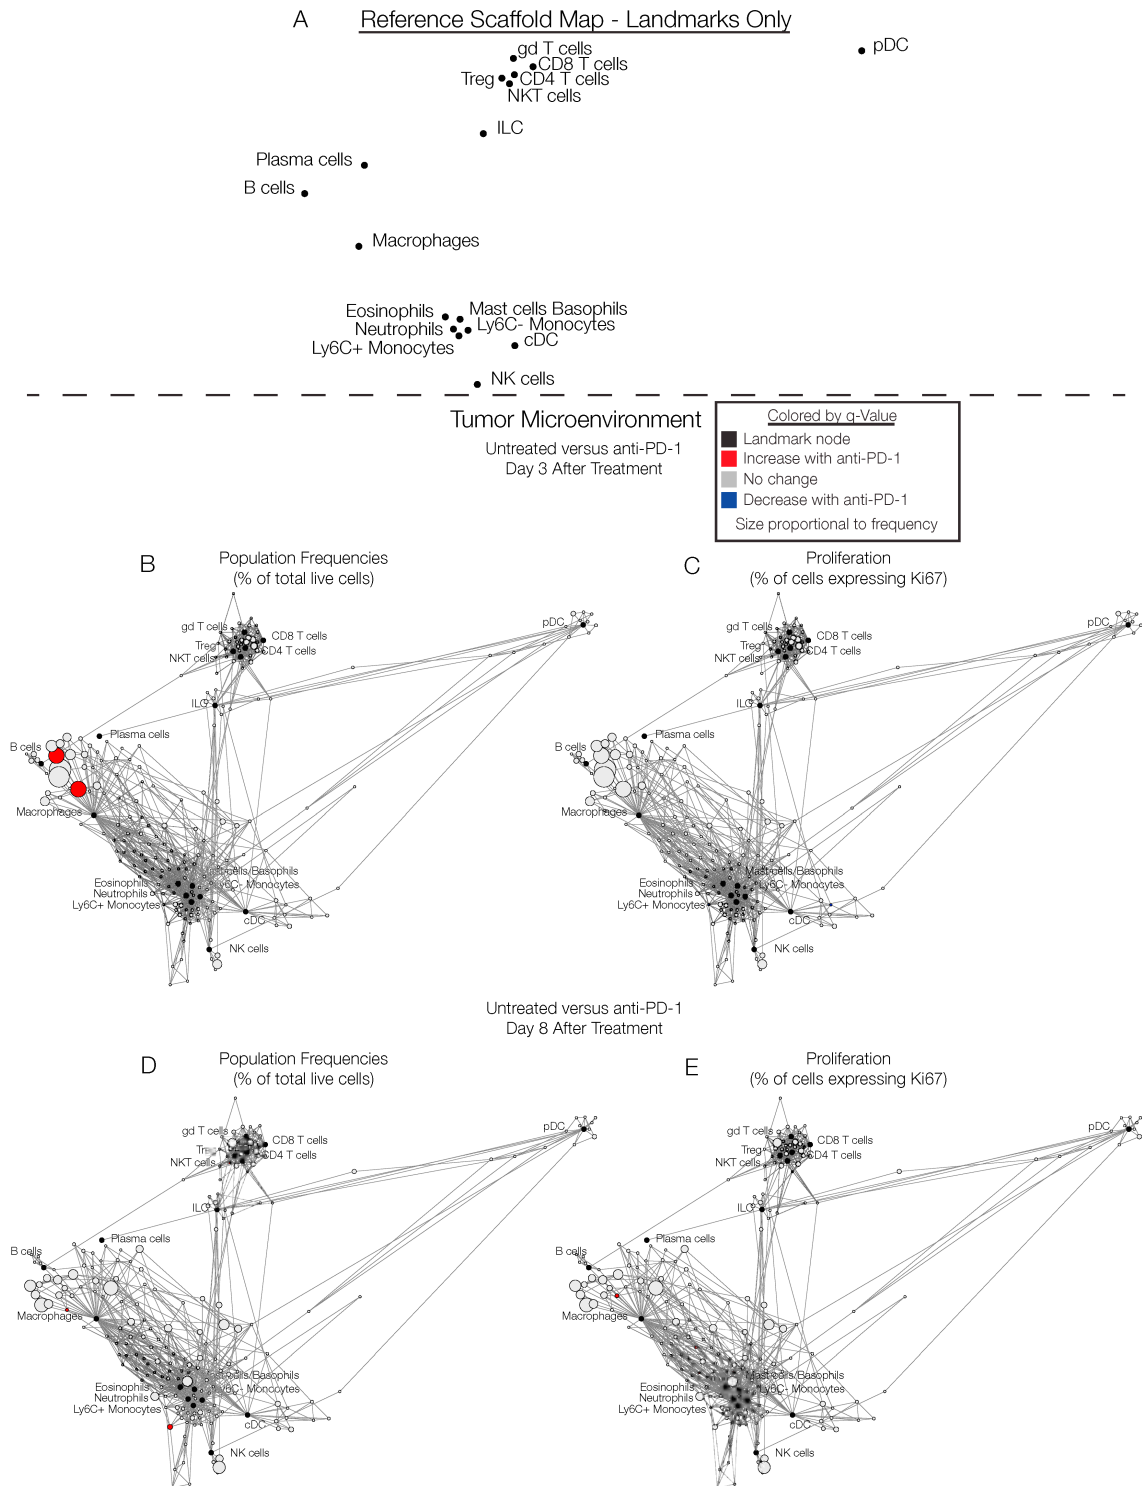 A Reference Scaffold Map - Landmarks Only
gd T cells
pDC
CD8 T cells
Treg CD4 T cells
NKT cells
ILC
Plasma cells
B cells
Macrophages
Eosinophils Mast cells Basophils
Neutrophils Ly6C- Monocytes
Ly6C+ Monocytes cDC
NK cells
Tumor Microenvironment
Untreated versus anti-PD-1
Day 3 After Treatment
Colored by q-Value
Landmark node
Increase with anti-PD-1
No change
Decrease with anti-PD-1
Size proportional to frequency
B Population Frequencies
(% of total live cells)
gd T cells
CD8 T cells
Treg CD4 T cells
NKT cells
pDC
ILC
Plasma cells
B cells
Macrophages
cells/Basophils
Eosinophils Monocytes
Neutrophils
Ly6C+ Monocytes
cDC
NK cells
C Proliferation
(% of cells expressing Ki67)
gd T cells
CD8 T cells
Treg CD4 T cells
NKT cells
pDC
ILC
Plasma cells
B cells
Macrophages
cells/Basophils
Eosinophils Monocytes
Neutrophils
Ly6C+ Monocytes
cDC
NK cells
Untreated versus anti-PD-1
Day 8 After Treatment
D Population Frequencies
(% of total live cells)
gd T cells
CD8 T cells
CD4 T cells
NKT cells
pDC
ILC
Plasma cells
B cells
Macrophages
cells/Basophils
Eosinophils Monocytes
Neutrophils
Ly6C+ Monocytes
cDC
NK cells
E Proliferation
(% of cells expressing Ki67)
gd T cells
CD8 T cells
Treg CD4 T cells
NKT cells
pDC
ILC
Plasma cells
B cells
Macrophages
cells/Basophils
Eosinophils Ly6C- Monocytes
Neutrophils
Ly6C+ Monocytes
cDC
NK cells